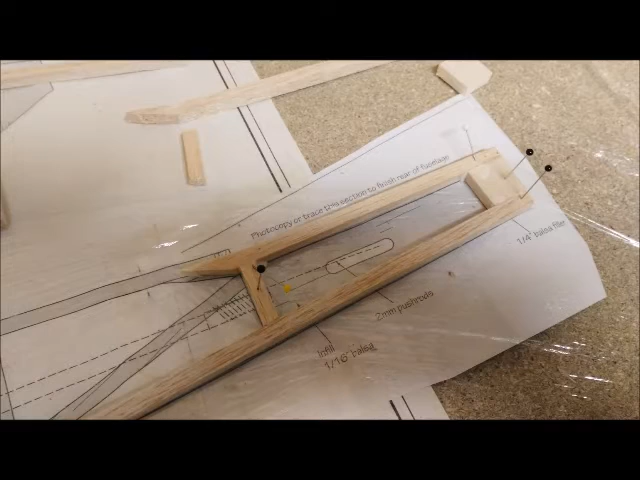 Photocopy or trace this section to finish rear of fuselage
1/4" balsa filler
2mm pushrods
Infill
1/16" balsa